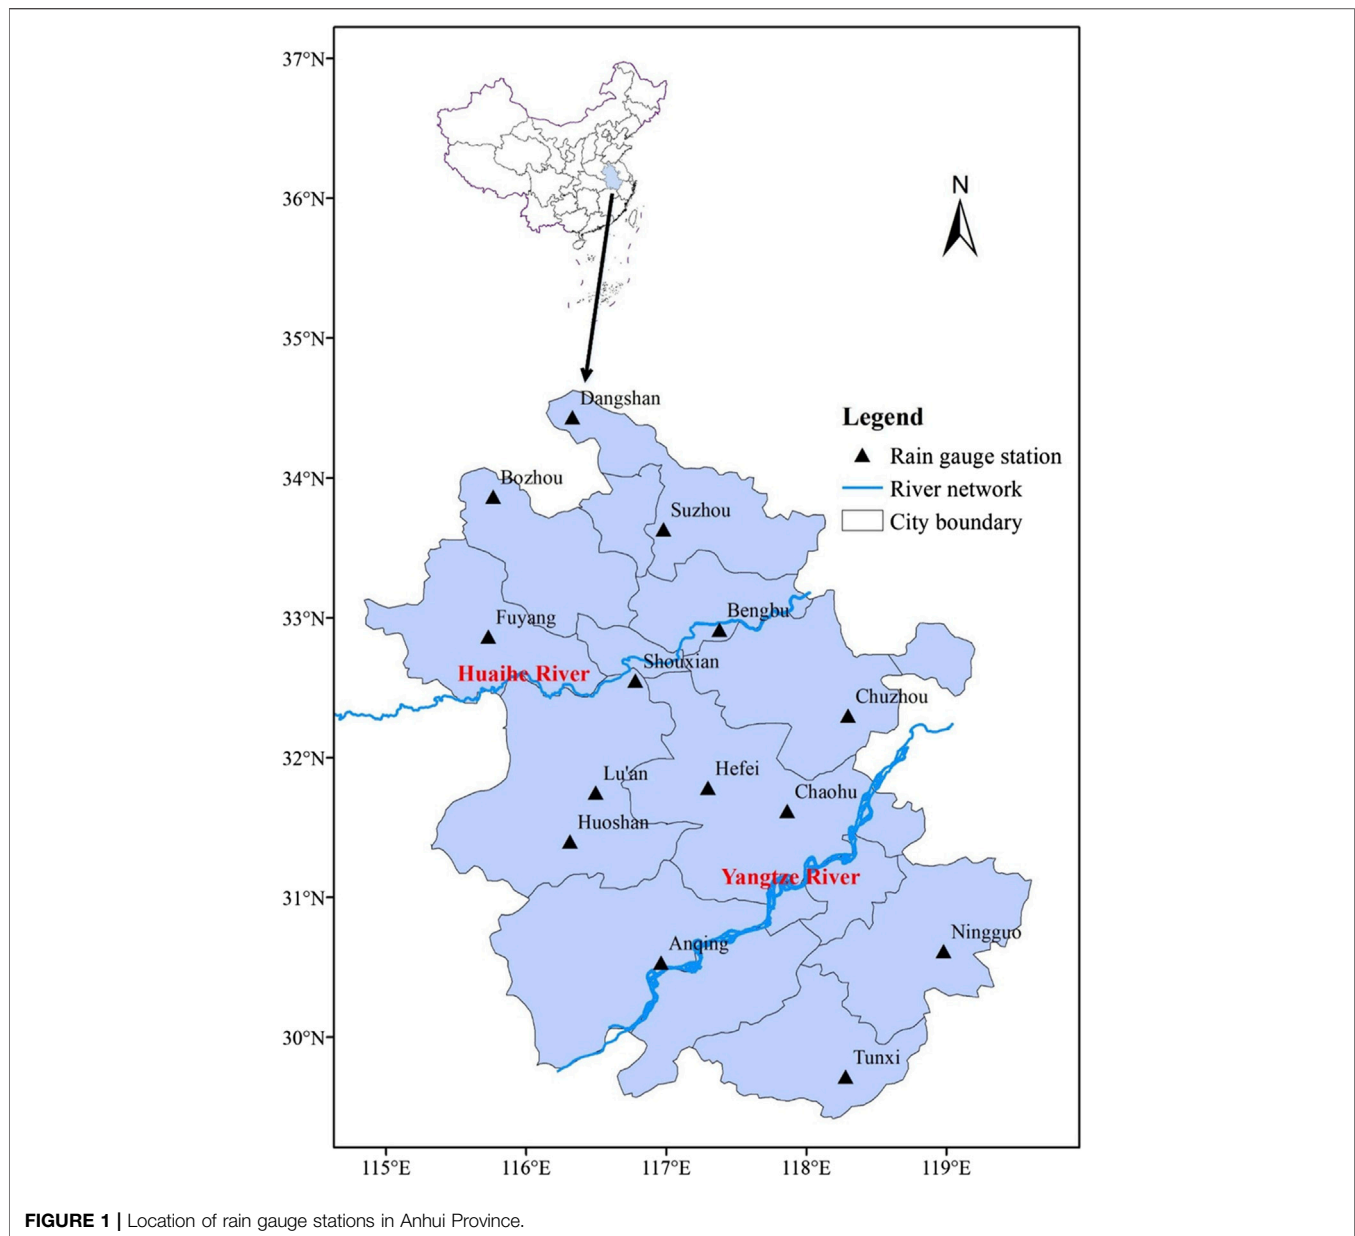 37°N
36°N
35°N
34°N
33°N
32°N
31°N
30°N
N
Dangshan
Legend
Rain gauge station
River network
City boundary
Bozhou
Suzhou
Benghu
Fuyang
Shouxian
Huaihe River
Chuzhou
Lu'an
Hefei
Chaohu
Huoshan
Yangtze River
Ningguo
Anqing
Tunxi
115°E
116°E
117°E
118°E
119°E
FIGURE 1 | Location of rain gauge stations in Anhui Province.